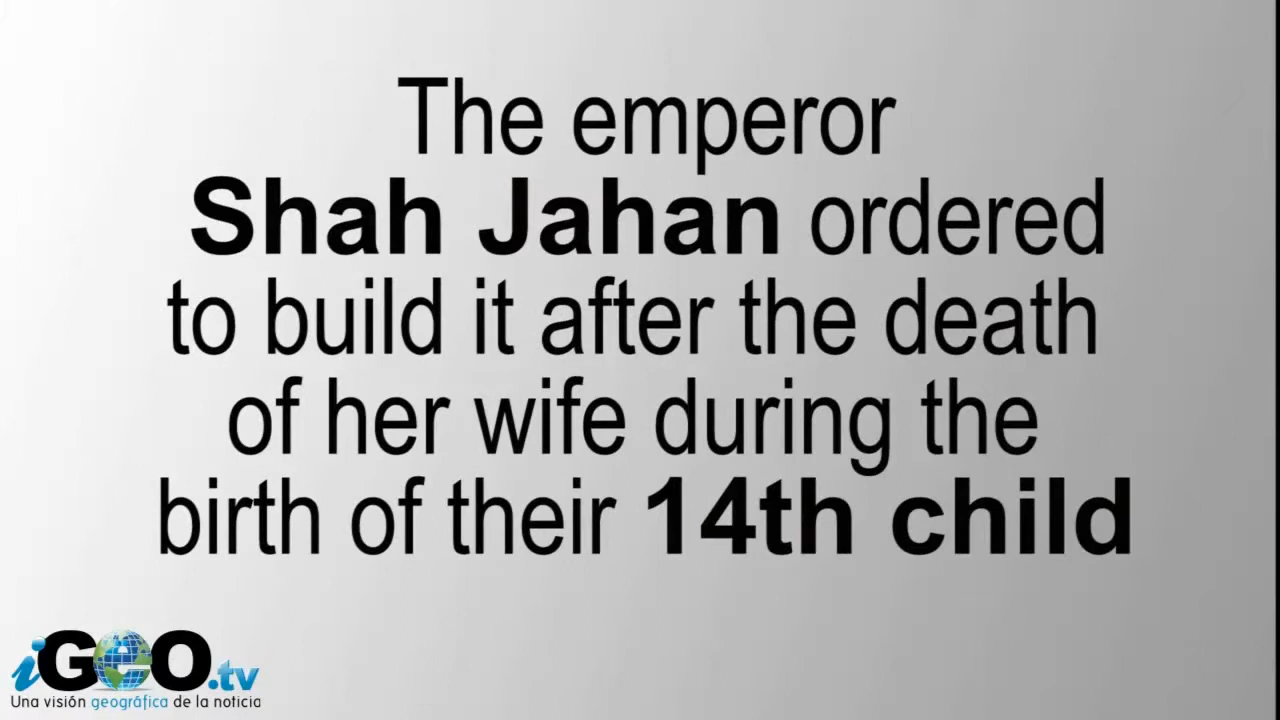 The emperor
Shah Jahan ordered
to build it after the death
of her wife during the
birth of their 14th child
iGeO.tv
Una visión geográfica de la noticia